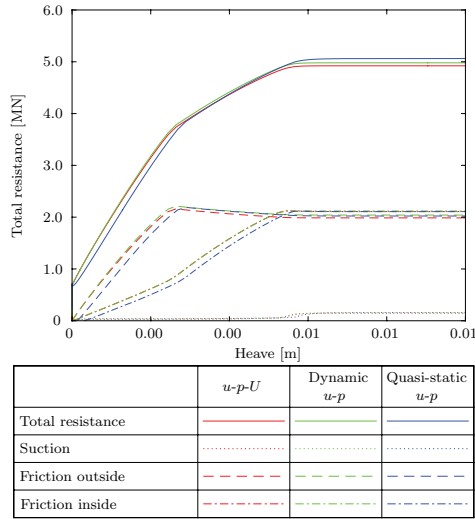 6.0
5.0
4.0
3.0
2.0
1.0
0
Total resistance [MN]
0 0.00 0.00 0.01 0.01 0.01
Heave [m]
u-p-U Dynamic u-p Quasi-static u-p
Total resistance
Suction
Friction outside
Friction inside